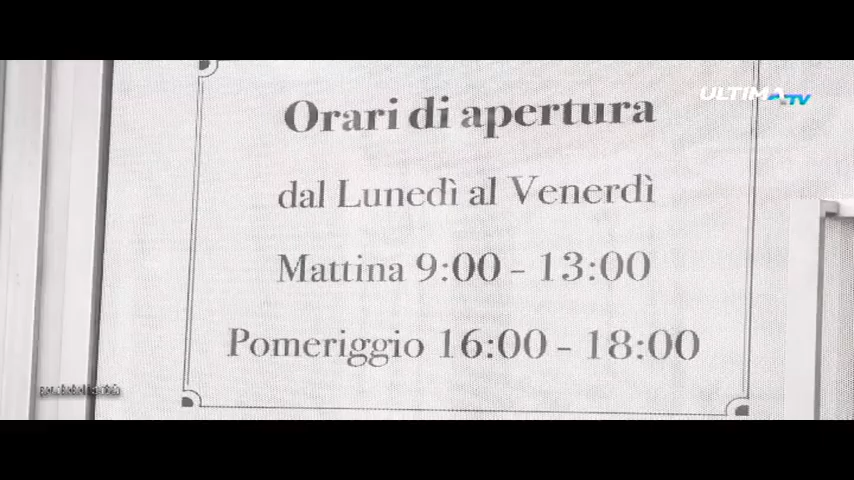 ULTIMA TV
Orari di apertura
dal Lunedì al Venerdì
Mattina 9:00 - 13:00
Pomeriggio 16:00 - 18:00